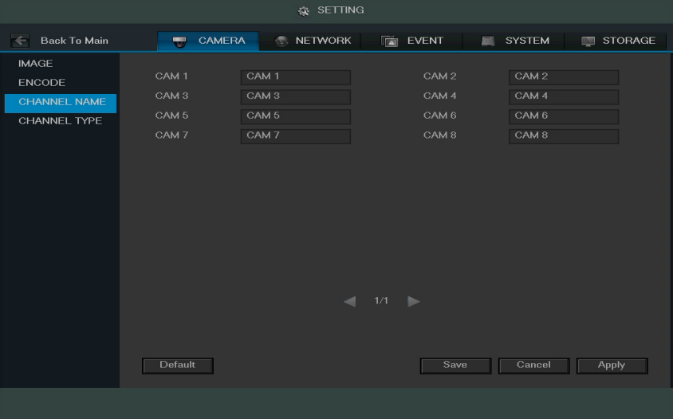 SETTING
Back To Main CAMERA NETWORK EVENT SYSTEM STORAGE
IMAGE
ENCODE
CHANNEL NAME
CHANNEL TYPE
CAM 1 CAM 1 CAM 2 CAM 2
CAM 3 CAM 3 CAM 4 CAM 4
CAM 5 CAM 5 CAM 6 CAM 6
CAM 7 CAM 7 CAM 8 CAM 8
1/1
Default Save Cancel Apply